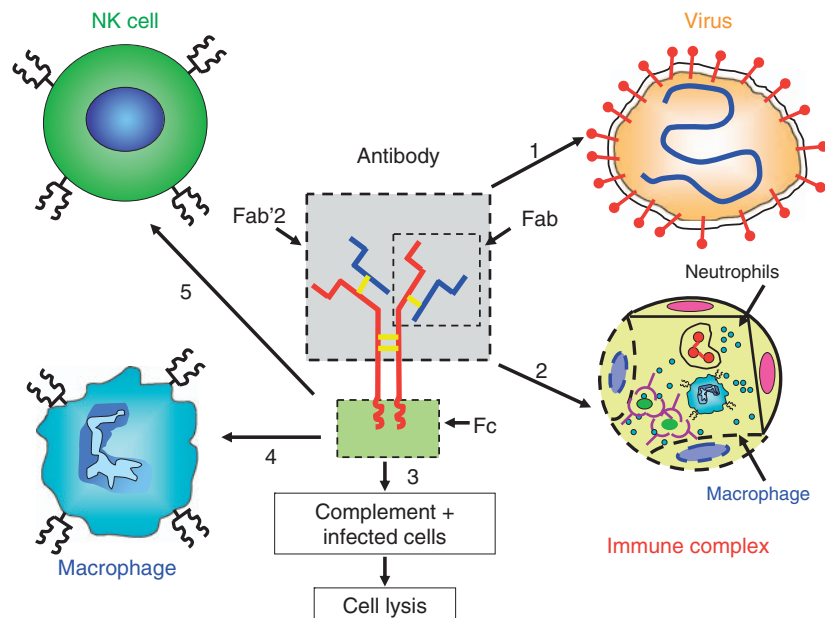 NK cell
Virus
Antibody
1
Fab'2
Fab
5
Neutrophils
2
Fc
4
3
Macrophage
Complement +
infected cells
Macrophage
Immune complex
Cell lysis